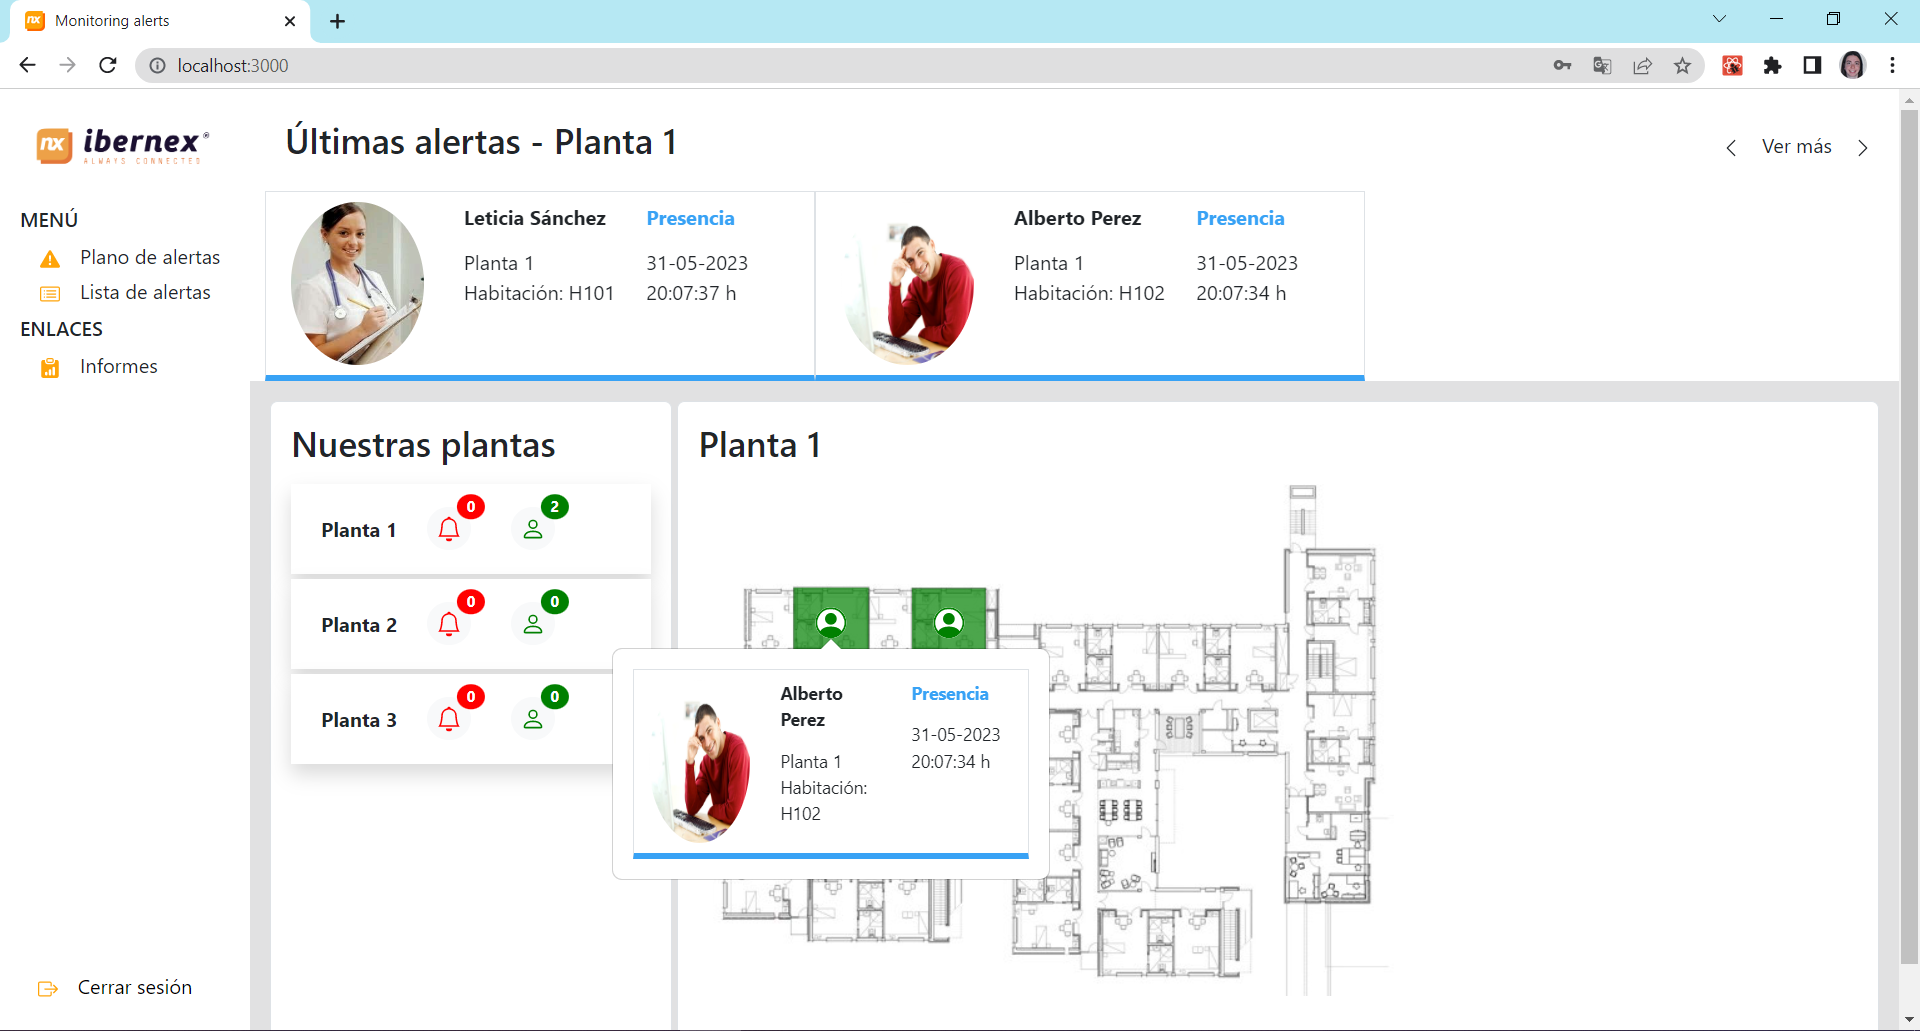 Monitoring alerts
localhost:3000
nx ibernex®
ALWAYS CONNECTED
MENÚ
Plano de alertas
Lista de alertas
ENLACES
Informes
Cerrar sesión
Últimas alertas - Planta 1
Ver más
Leticia Sánchez
Planta 1
Habitación: H101
Presencia
31-05-2023
20:07:37 h
Alberto Perez
Planta 1
Habitación: H102
Presencia
31-05-2023
20:07:34 h
Nuestras plantas
Planta 1 0 2
Planta 2 0 0
Planta 3 0 0
Planta 1
Alberto
Perez
Planta 1
Habitación:
H102
Presencia
31-05-2023
20:07:34 h